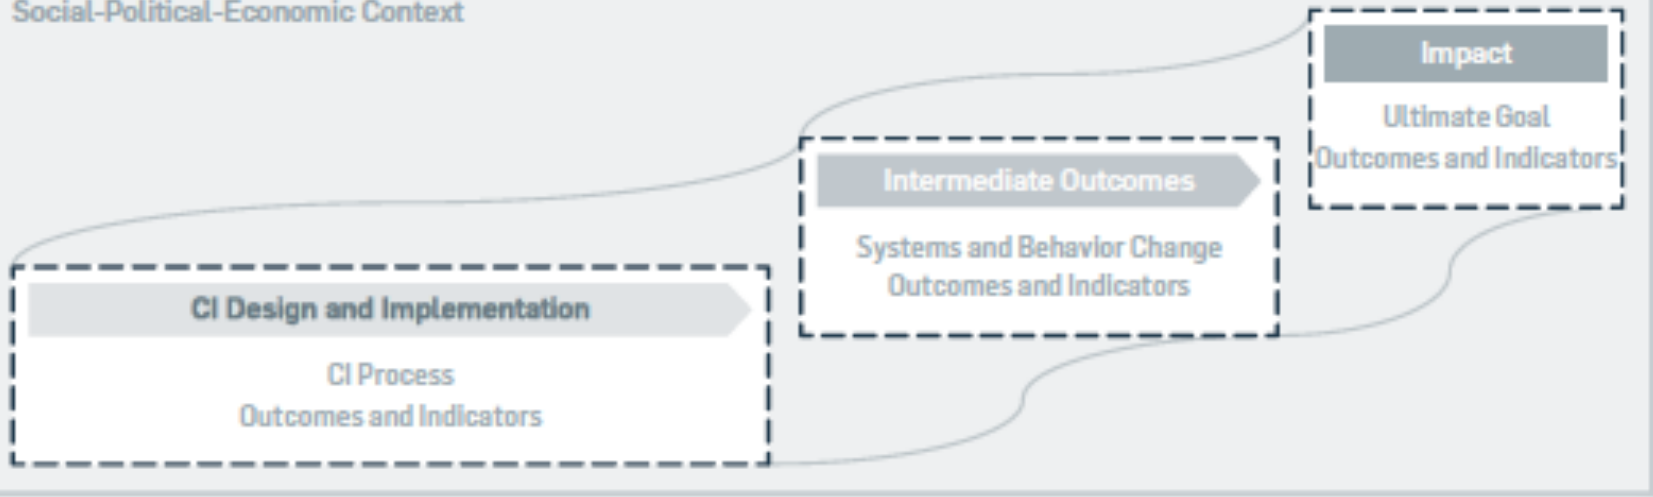 Social-Political-Economic Context
Impact
Ultimate Goal
Outcomes and Indicators
Intermediate Outcomes
Systems and Behavior Change
Outcomes and Indicators
CI Design and Implementation
CI Process
Outcomes and Indicators